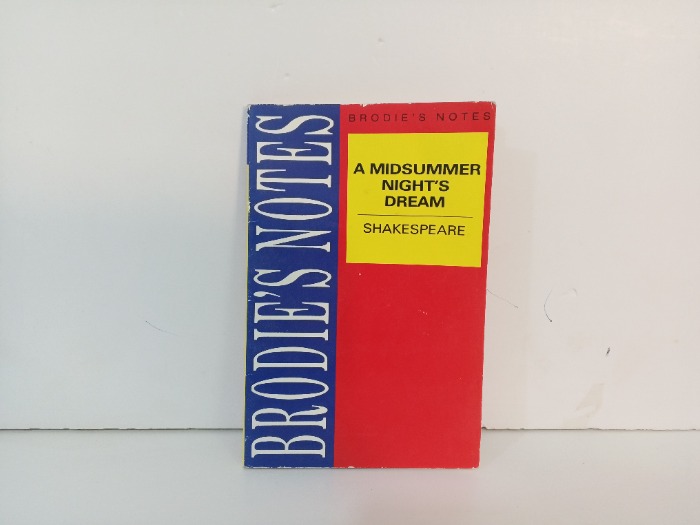 BRODIE'S NOTES
BRODIE'S NOTES
A MIDSUMMER
NIGHT'S
DREAM
SHAKESPEARE